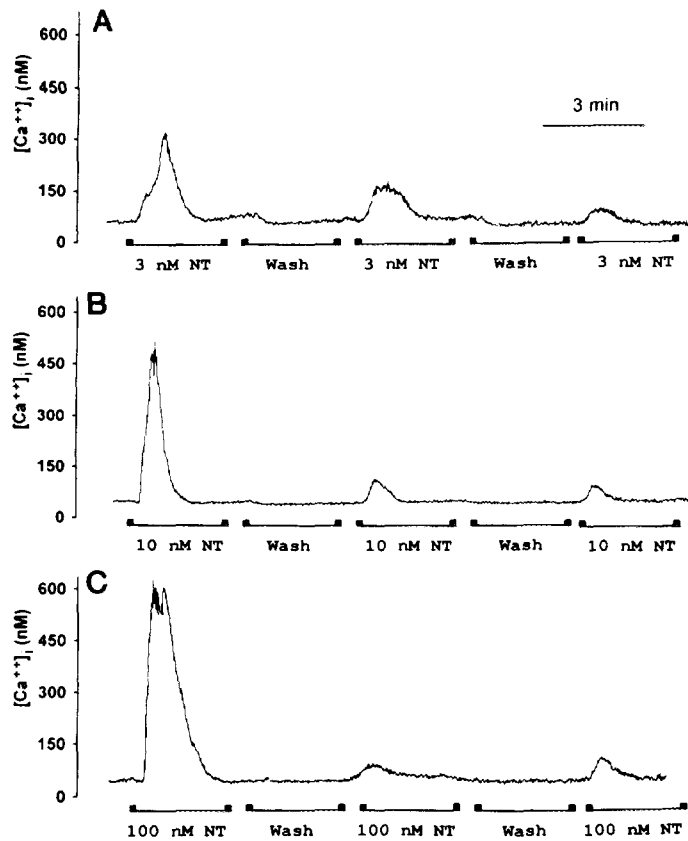 A
[Ca⁺⁺]ᵢ (nM)
600
450
300
150
0
3 min
3 nM NT Wash 3 nM NT Wash 3 nM NT
B
[Ca⁺⁺]ᵢ (nM)
600
450
300
150
0
10 nM NT Wash 10 nM NT Wash 10 nM NT
C
[Ca⁺⁺]ᵢ (nM)
600
450
300
150
0
100 nM NT Wash 100 nM NT Wash 100 nM NT